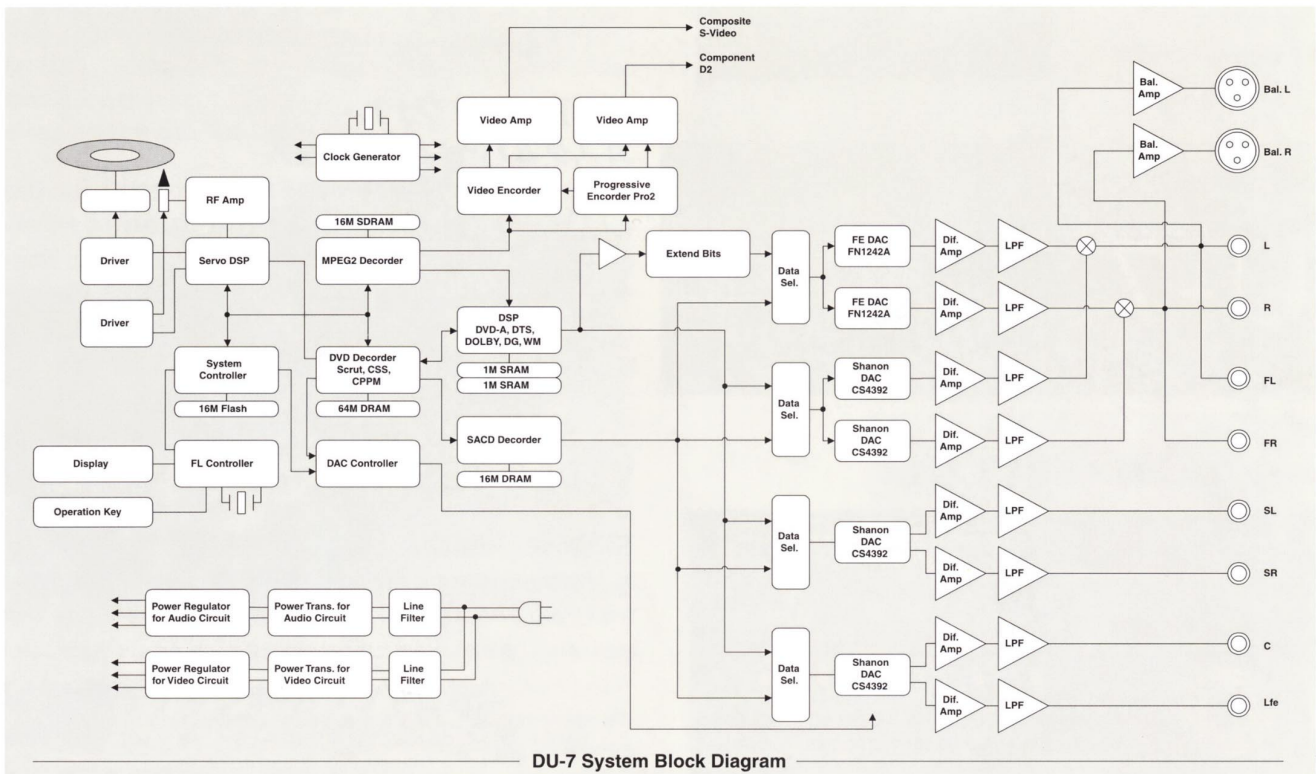 Composite
S-Video
Component
D2
Bal.
Amp
Bal. L
Video Amp
Video Amp
Clock Generator
Bal.
Amp
Bal. R
RF Amp
Video Enkorder
Progressive
Encorder Pro2
16M SDRAM
Driver
Servo DSP
MPEG2 Decorder
Extend Bits
Data
Sel.
FE DAC
FN1242A
Dif.
Amp
LPF
L
FE DAC
FN1242A
Dif.
Amp
LPF
R
Driver
DSP
DVD-A, DTS,
DOLBY, DG, WM
System
Controller
DVD Decorder
Scrut, CSS,
CPPM
1M SRAM
1M SRAM
Shanon
DAC
CS4392
Dif.
Amp
LPF
FL
16M Flash
64M DRAM
Data
Sel.
Shanon
DAC
CS4392
Dif.
Amp
LPF
FR
SACD Decorder
Display
FL Controller
DAC Controller
16M DRAM
Operation Key
Data
Sel.
Shanon
DAC
CS4392
Dif.
Amp
LPF
SL
Dif.
Amp
LPF
SR
Power Regulator
for Audio Circuit
Power Trans. for
Audio Circuit
Line
Filter
Power Regulator
for Video Circuit
Power Trans. for
Video Circuit
Line
Filter
Data
Sel.
Shanon
DAC
CS4392
Dif.
Amp
LPF
C
Dif.
Amp
LPF
Lfe
DU-7 System Block Diagram